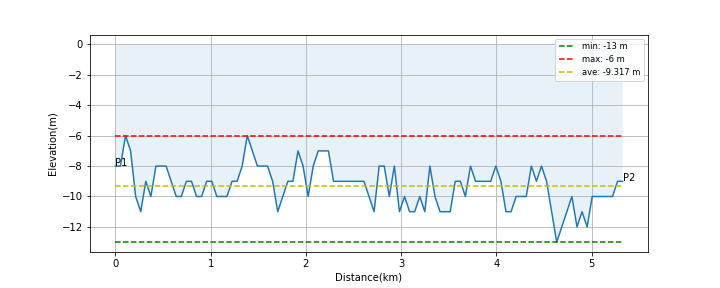 0
−2
−4
−6
−8
−10
−12
Elevation(m)
min: -13 m
max: -6 m
ave: -9.317 m
P1
P2
0 1 2 3 4 5
Distance(km)